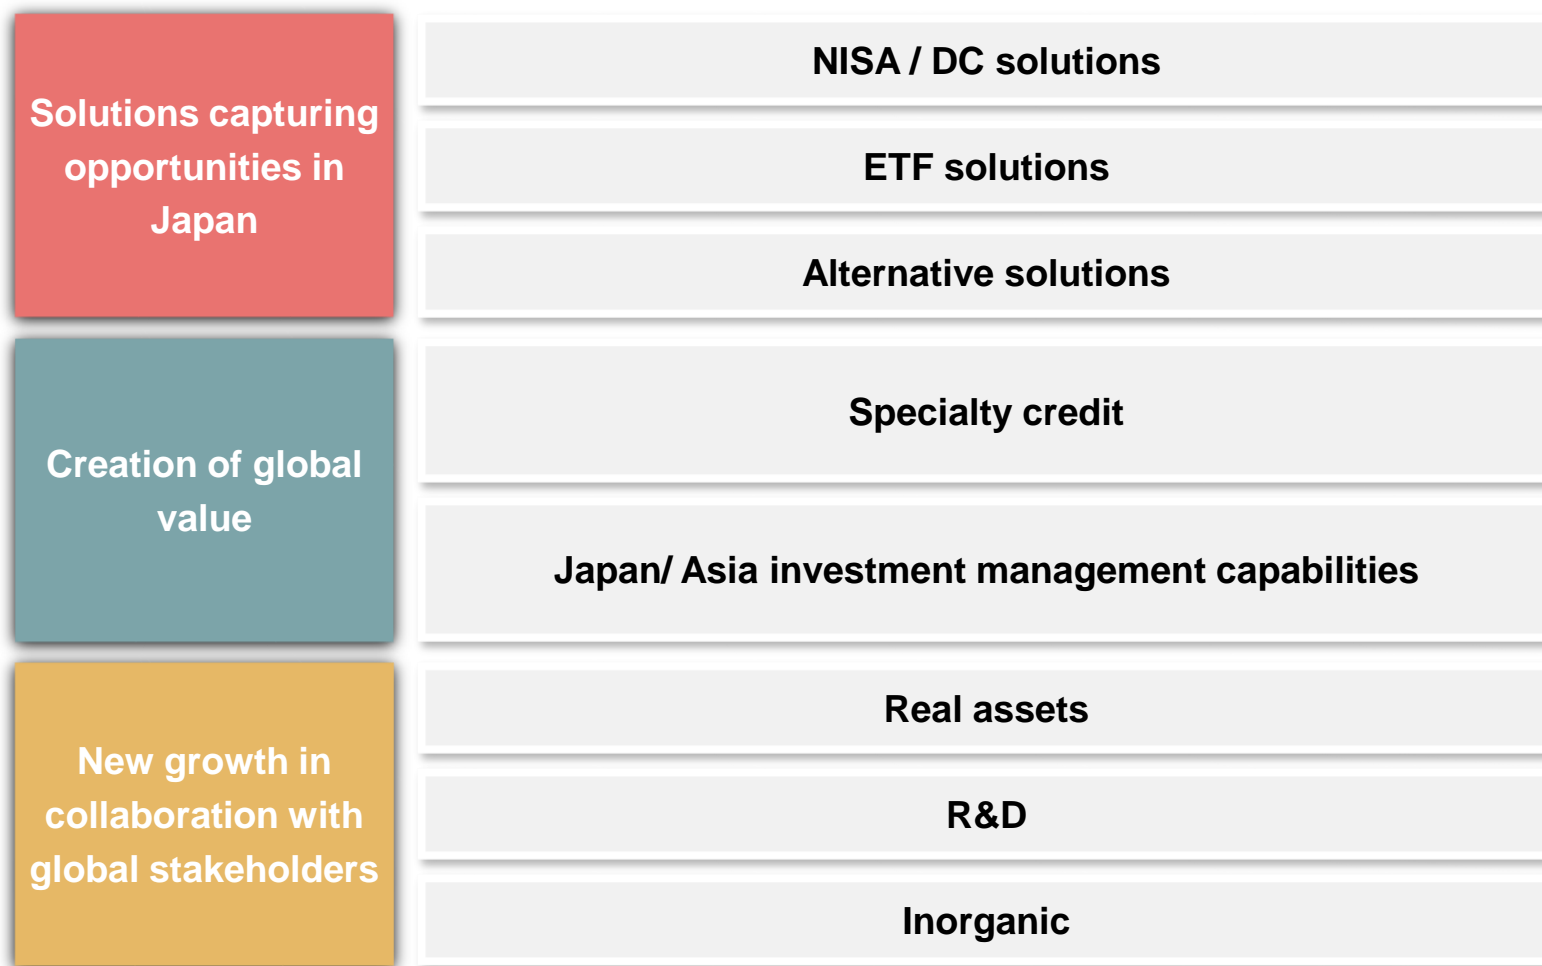 Solutions capturing
opportunities in
Japan
NISA / DC solutions
ETF solutions
Alternative solutions
Creation of global
value
Specialty credit
Japan/ Asia investment management capabilities
New growth in
collaboration with
global stakeholders
Real assets
R&D
Inorganic